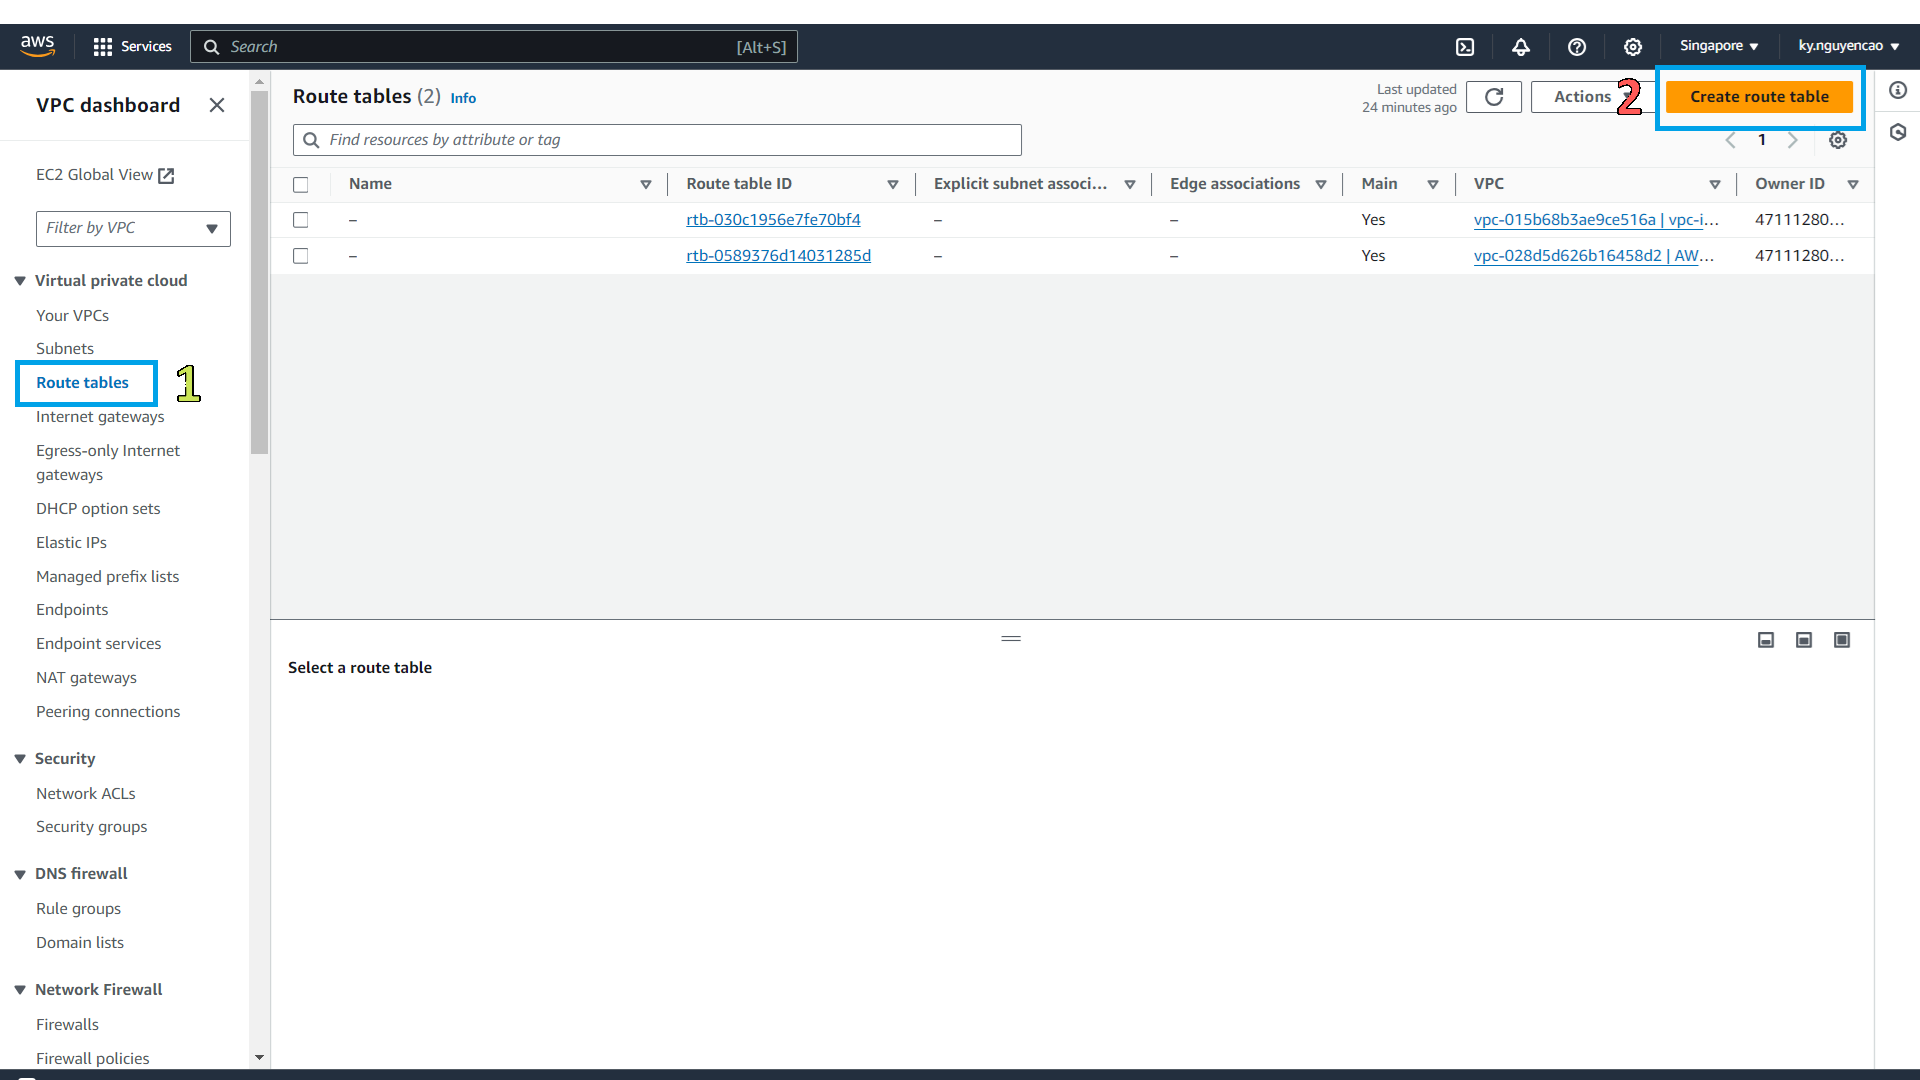 aws
Services
Search
[Alt+S]
Singapore
ky.nguyencao
VPC dashboard
EC2 Global View
Filter by VPC
Virtual private cloud
Your VPCs
Subnets
Route tables
1
Internet gateways
Egress-only Internet
gateways
DHCP option sets
Elastic IPs
Managed prefix lists
Endpoints
Endpoint services
NAT gateways
Peering connections
Security
Network ACLs
Security groups
DNS firewall
Rule groups
Domain lists
Network Firewall
Firewalls
Firewall policies
Route tables (2) Info
Last updated
24 minutes ago
Actions
2
Create route table
Find resources by attribute or tag
1
Name Route table ID Explicit subnet associ... Edge associations Main VPC Owner ID
– rtb-030c1956e7fe70bf4 – – Yes vpc-015b68b3ae9ce516a | vpc-i... 47111280...
– rtb-0589376d14031285d – – Yes vpc-028d5d626b16458d2 | AW... 47111280...
Select a route table